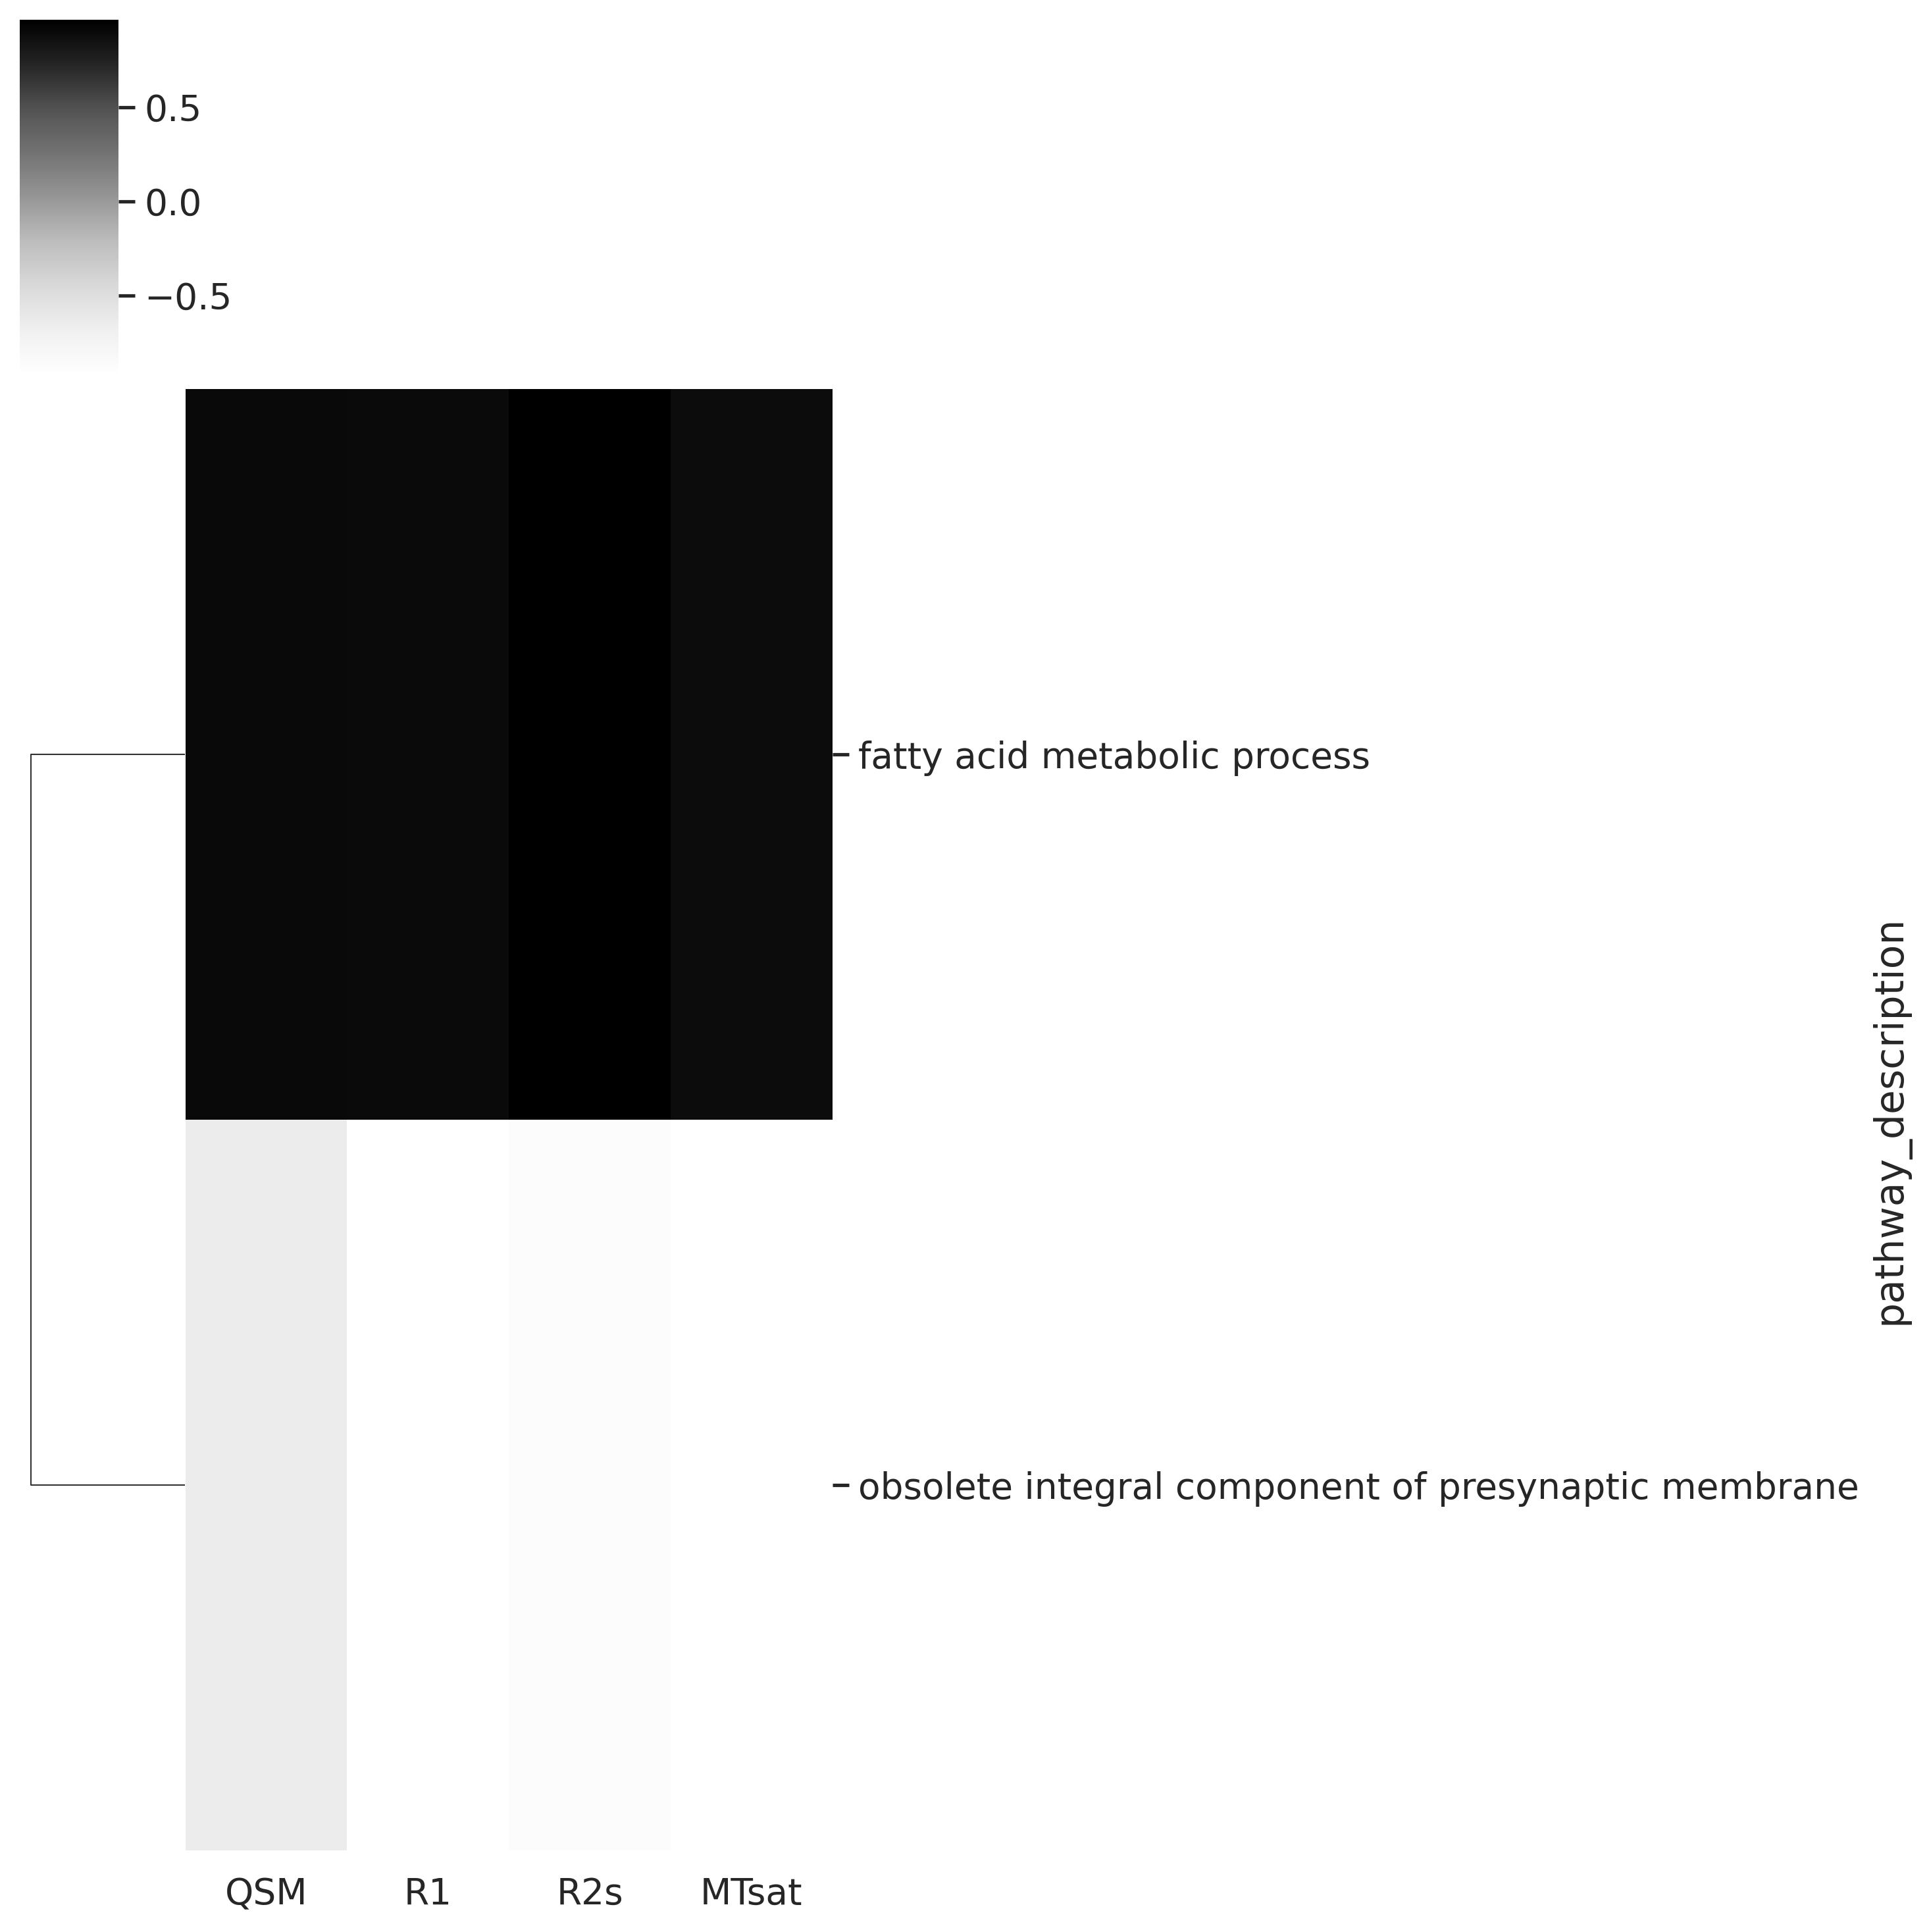 0.5
0.0
−0.5
fatty acid metabolic process
pathway_description
obsolete integral component of presynaptic membrane
QSM R1 R2s MTsat